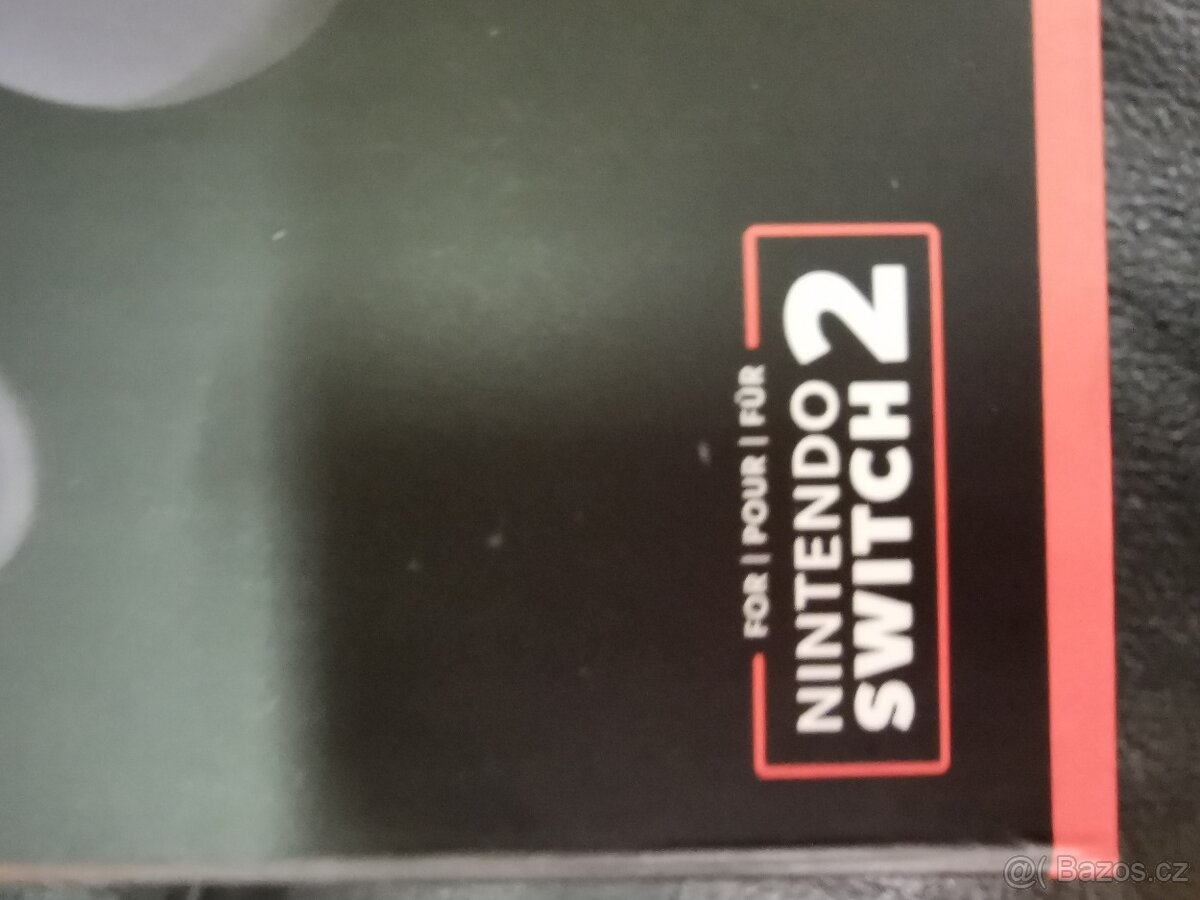 FOR | POUR | FÜR
NINTENDO
SWITCH 2
@( Bazos.cz